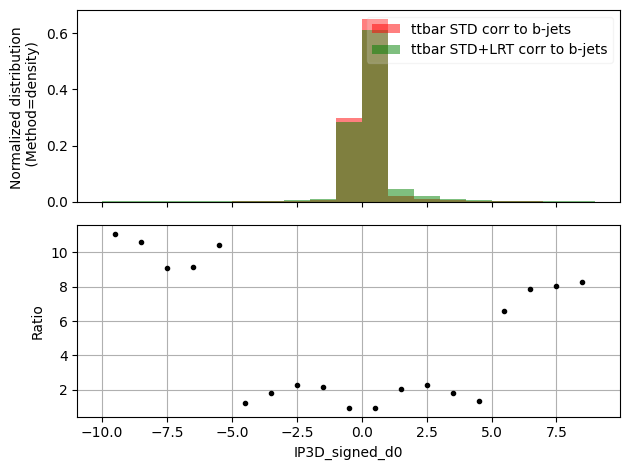 Normalized distribution
(Method=density)
0.6
0.4
0.2
0.0
ttbar STD corr to b-jets
ttbar STD+LRT corr to b-jets
Ratio
10
8
6
4
2
−10.0 −7.5 −5.0 −2.5 0.0 2.5 5.0 7.5
IP3D_signed_d0